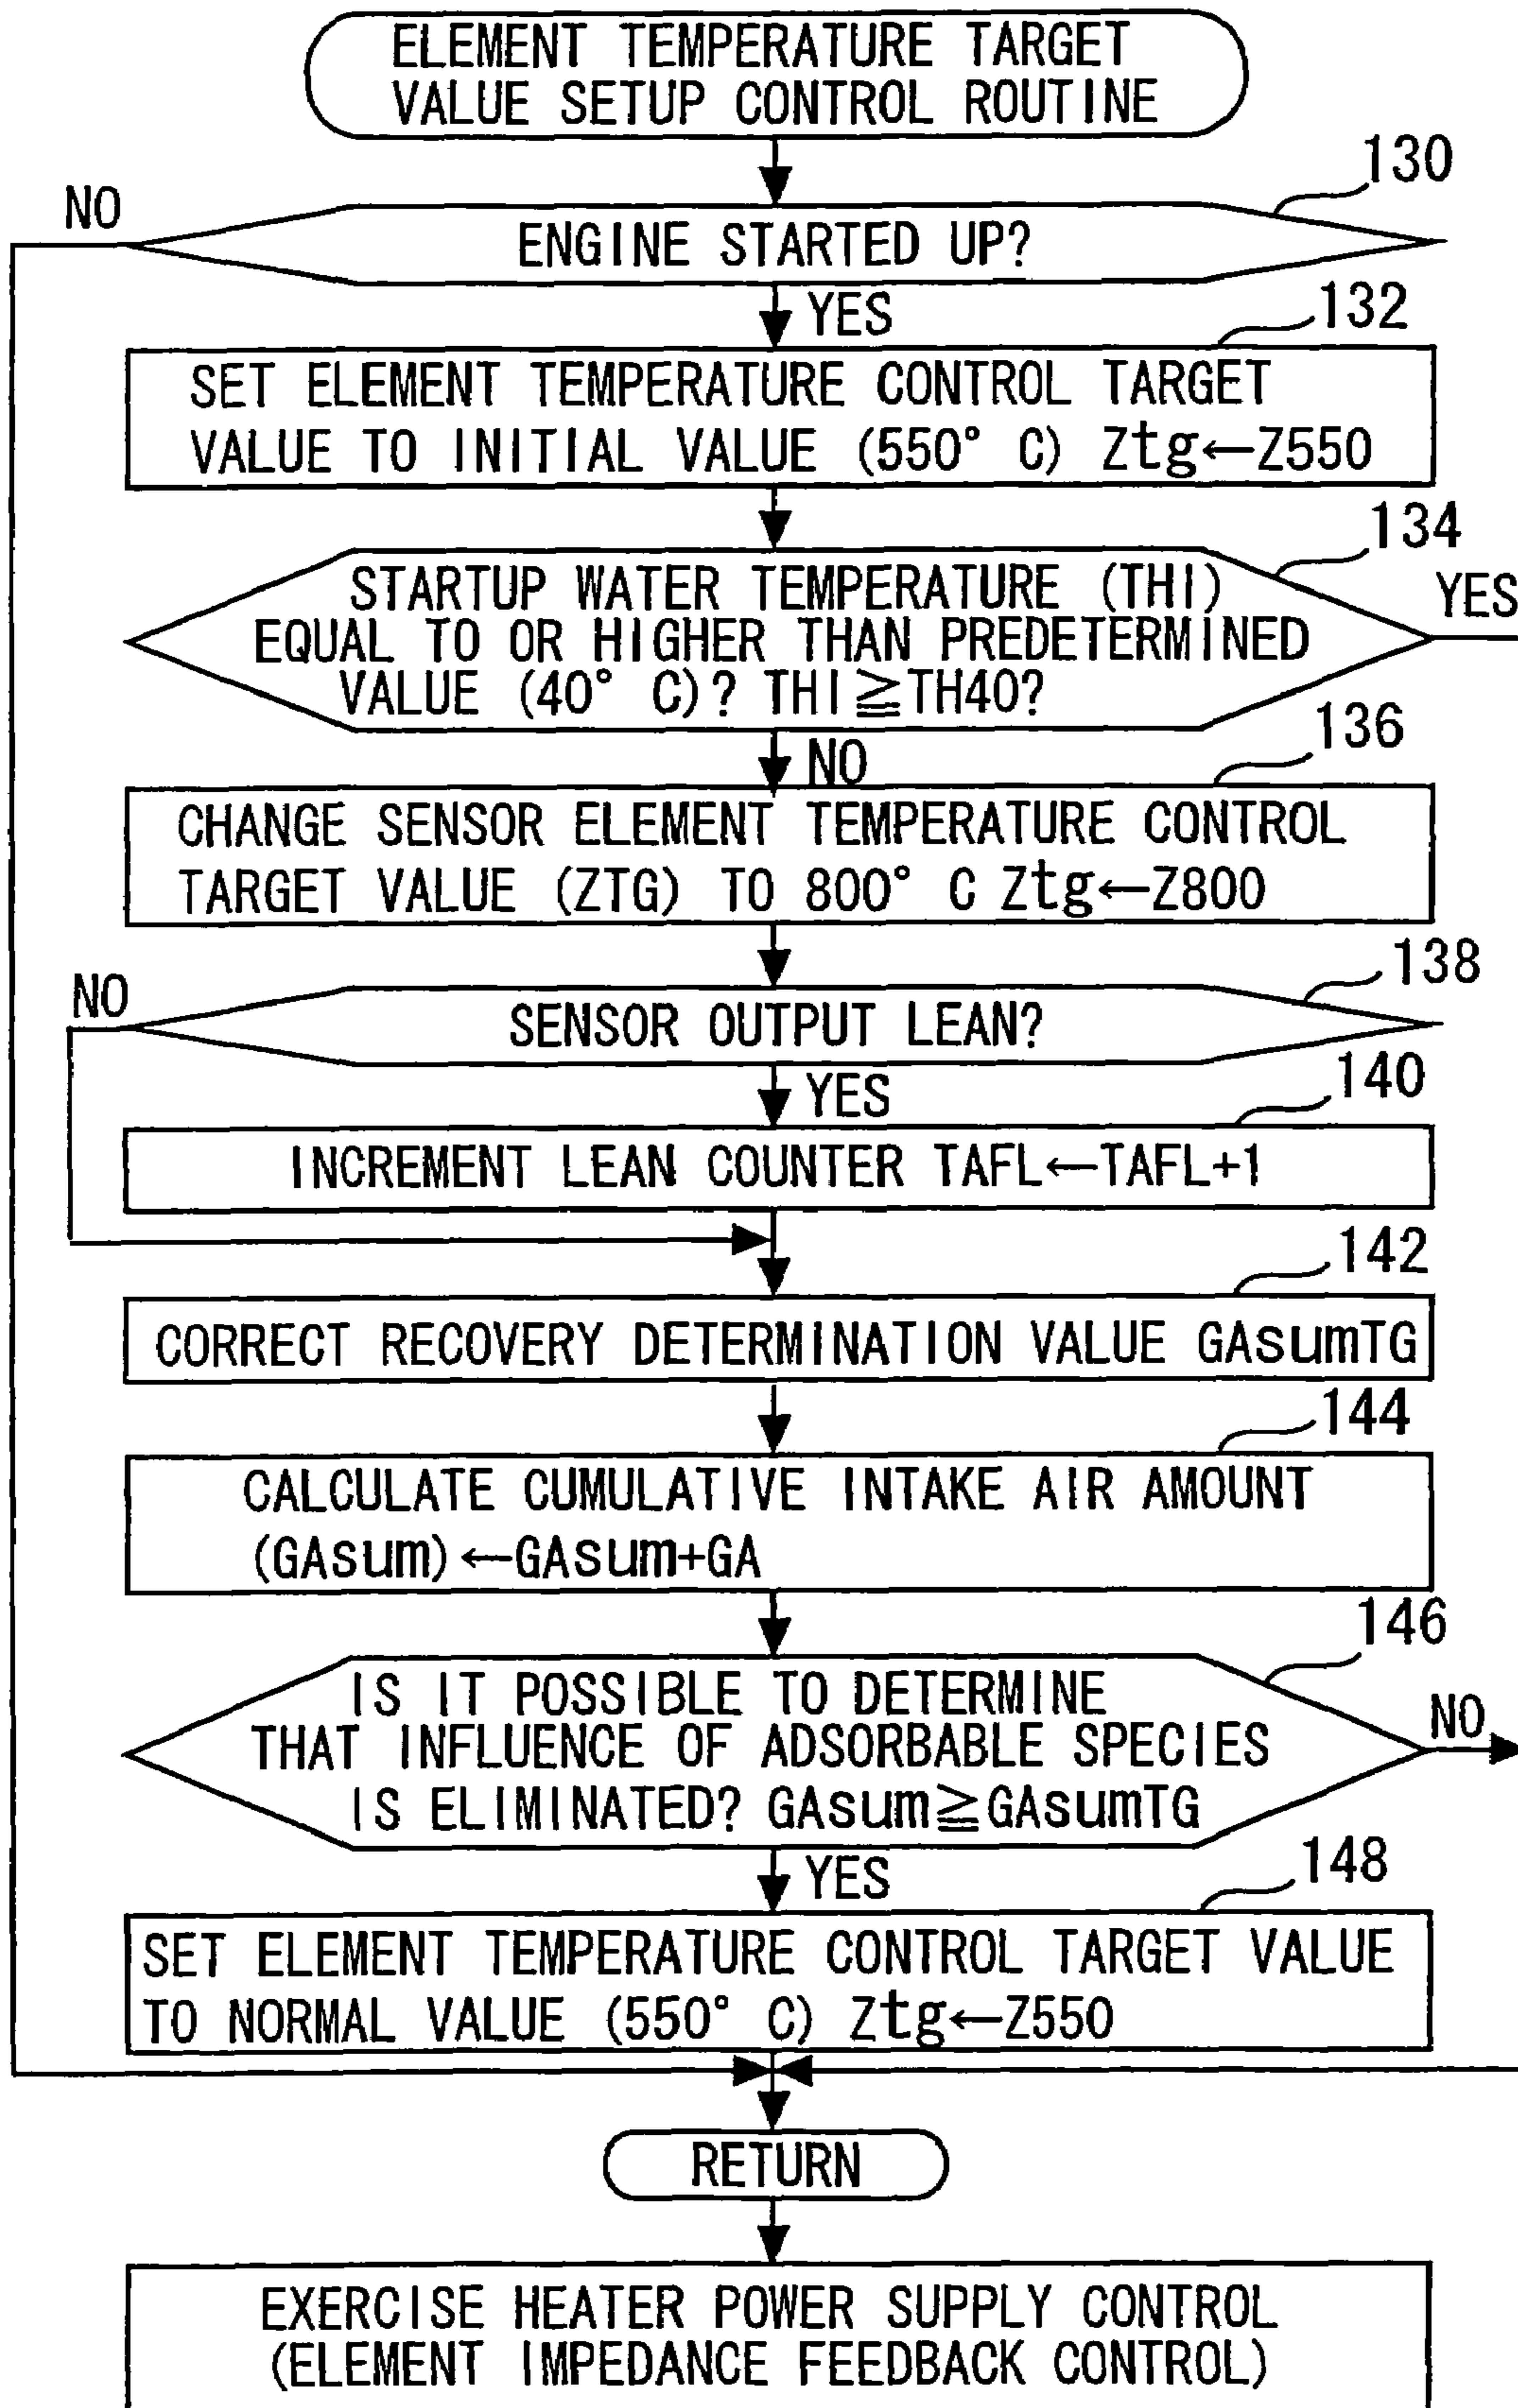 ELEMENT TEMPERATURE TARGET
VALUE SETUP CONTROL ROUTINE
130
NO
ENGINE STARTED UP?
YES
132
SET ELEMENT TEMPERATURE CONTROL TARGET
VALUE TO INITIAL VALUE (550° C) Ztg←Z550
134
STARTUP WATER TEMPERATURE (THI)
YES
EQUAL TO OR HIGHER THAN PREDETERMINED
VALUE (40° C)? THI≧TH40?
NO
136
CHANGE SENSOR ELEMENT TEMPERATURE CONTROL
TARGET VALUE (ZTG) TO 800° C Ztg←Z800
138
NO
SENSOR OUTPUT LEAN?
YES
140
INCREMENT LEAN COUNTER TAFL←TAFL+1
142
CORRECT RECOVERY DETERMINATION VALUE GAsumTG
144
CALCULATE CUMULATIVE INTAKE AIR AMOUNT
(GAsum)←GAsum+GA
146
IS IT POSSIBLE TO DETERMINE
NO
THAT INFLUENCE OF ADSORBABLE SPECIES
IS ELIMINATED? GAsum≧GAsumTG
YES
148
SET ELEMENT TEMPERATURE CONTROL TARGET VALUE
TO NORMAL VALUE (550° C) Ztg←Z550
RETURN
EXERCISE HEATER POWER SUPPLY CONTROL
(ELEMENT IMPEDANCE FEEDBACK CONTROL)